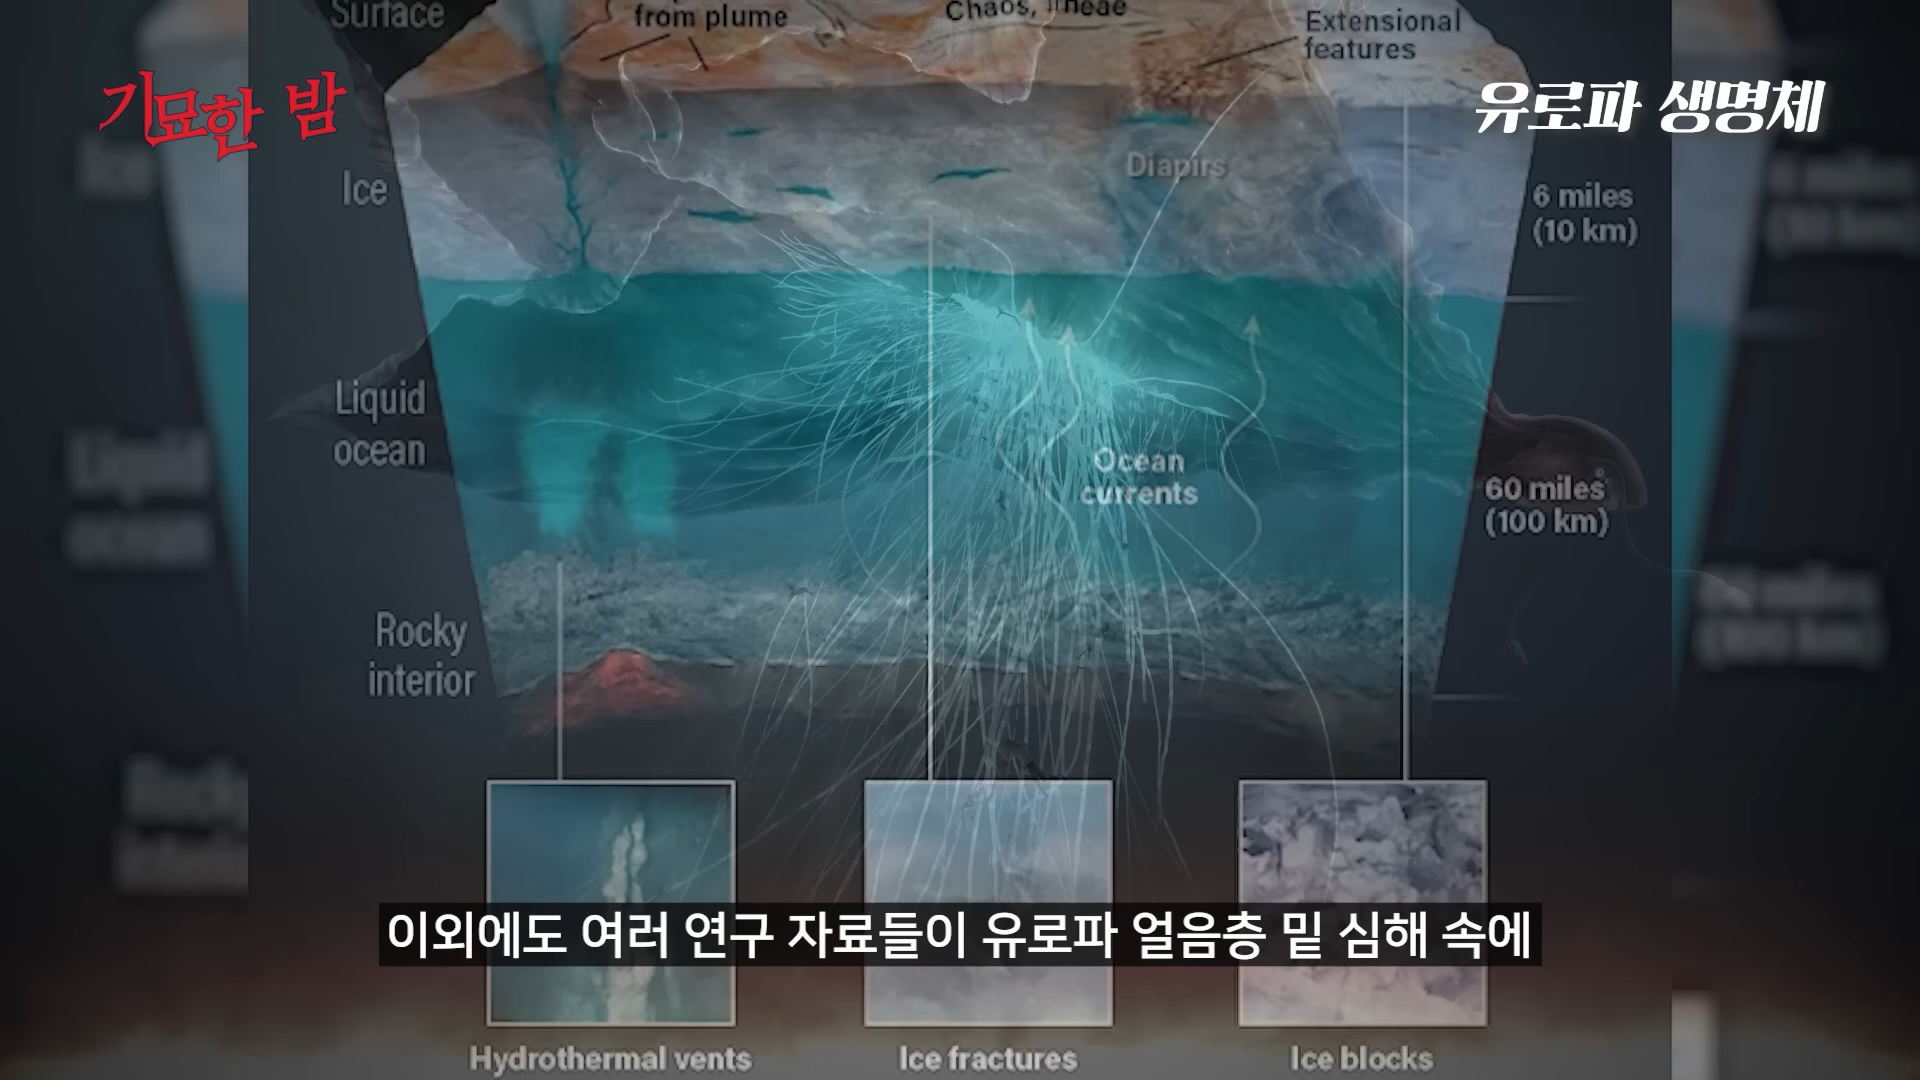 Surface
from plume
Chaos, lineae
Extensional
features
기묘한 밤
유로파 생명체
Ice
Diapirs
6 miles
(10 km)
Liquid
ocean
Ocean
currents
60 miles
(100 km)
Rocky
interior
이외에도 여러 연구 자료들이 유로파 얼음층 밑 심해 속에
Hydrothermal vents
Ice fractures
Ice blocks